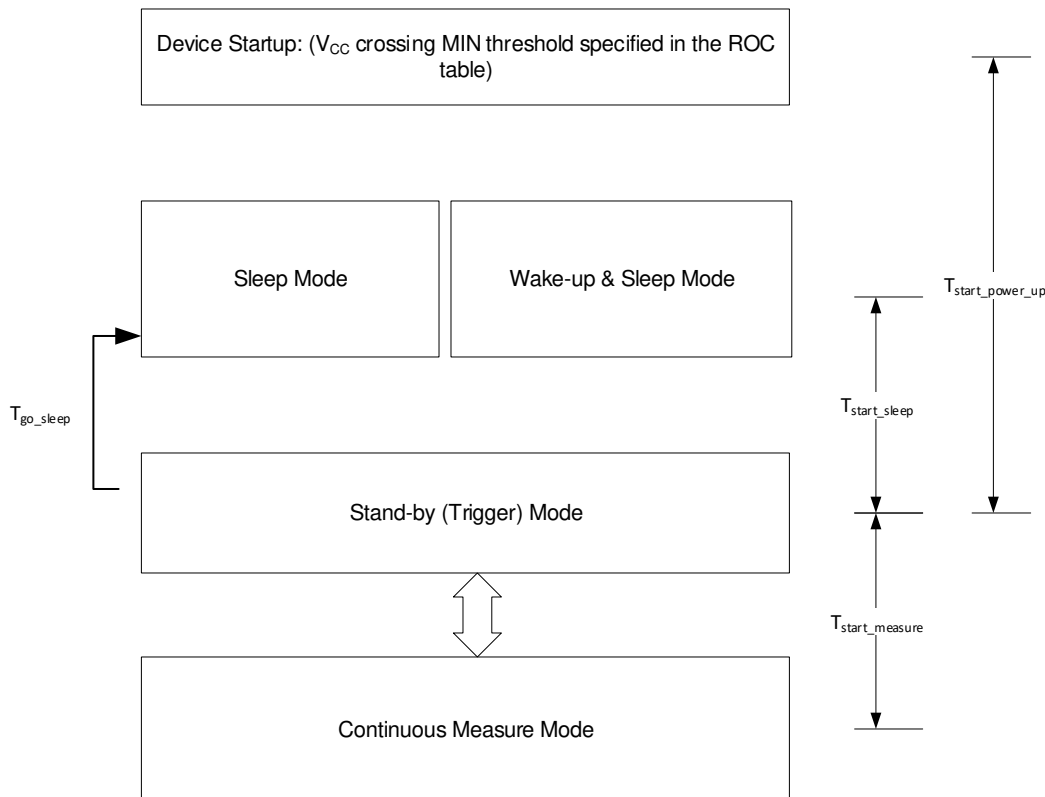 Device Startup: (VCC crossing MIN threshold specified in the ROC
table)
Sleep Mode
Wake-up & Sleep Mode
Tstart_power_up
Tgo_sleep
Tstart_sleep
Stand-by (Trigger) Mode
Tstart_measure
Continuous Measure Mode